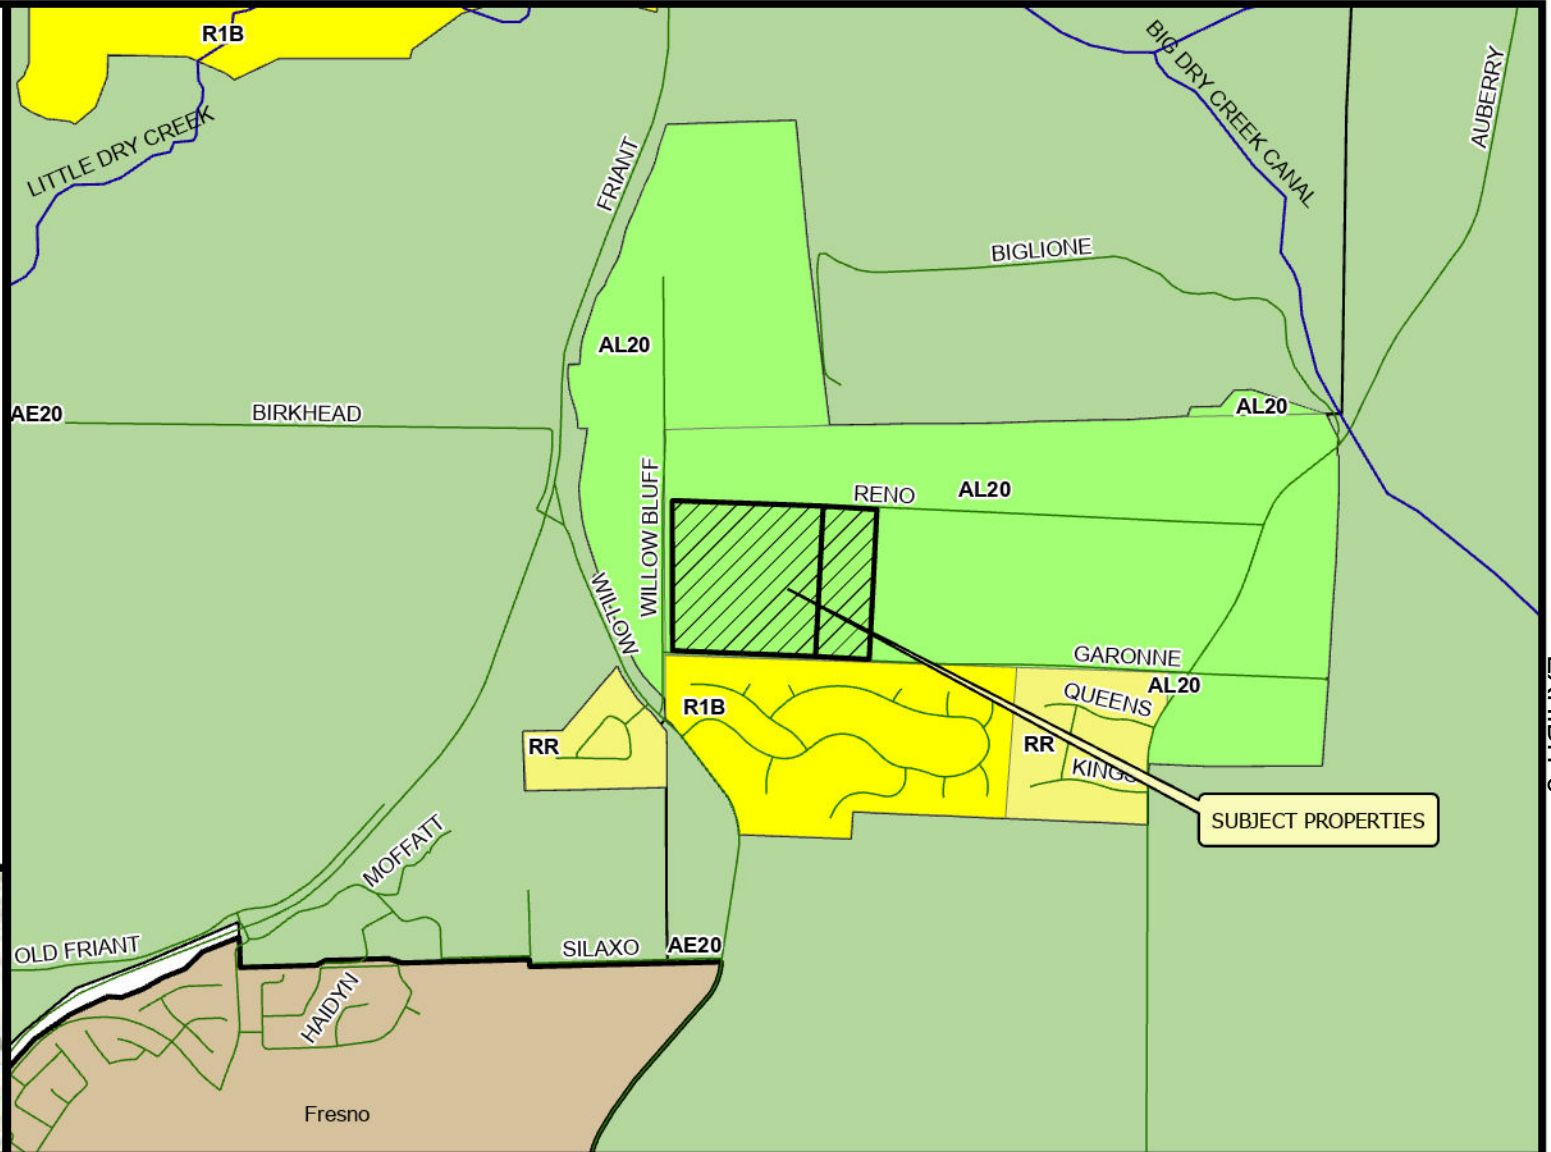 R1B
BIG DRY CREEK CANAL
AUBERRY
LITTLE DRY CREEK
FRIANT
BIGLIONE
AL20
AE20
BIRKHEAD
AL20
WILLOW BLUFF
RENO
AL20
WILLOW
GARONNE
AL20
QUEENS
R1B
RR
RR
KINGS
SUBJECT PROPERTIES
MOFFATT
OLD FRIANT
SILAXO
AE20
HAIDYN
Fresno